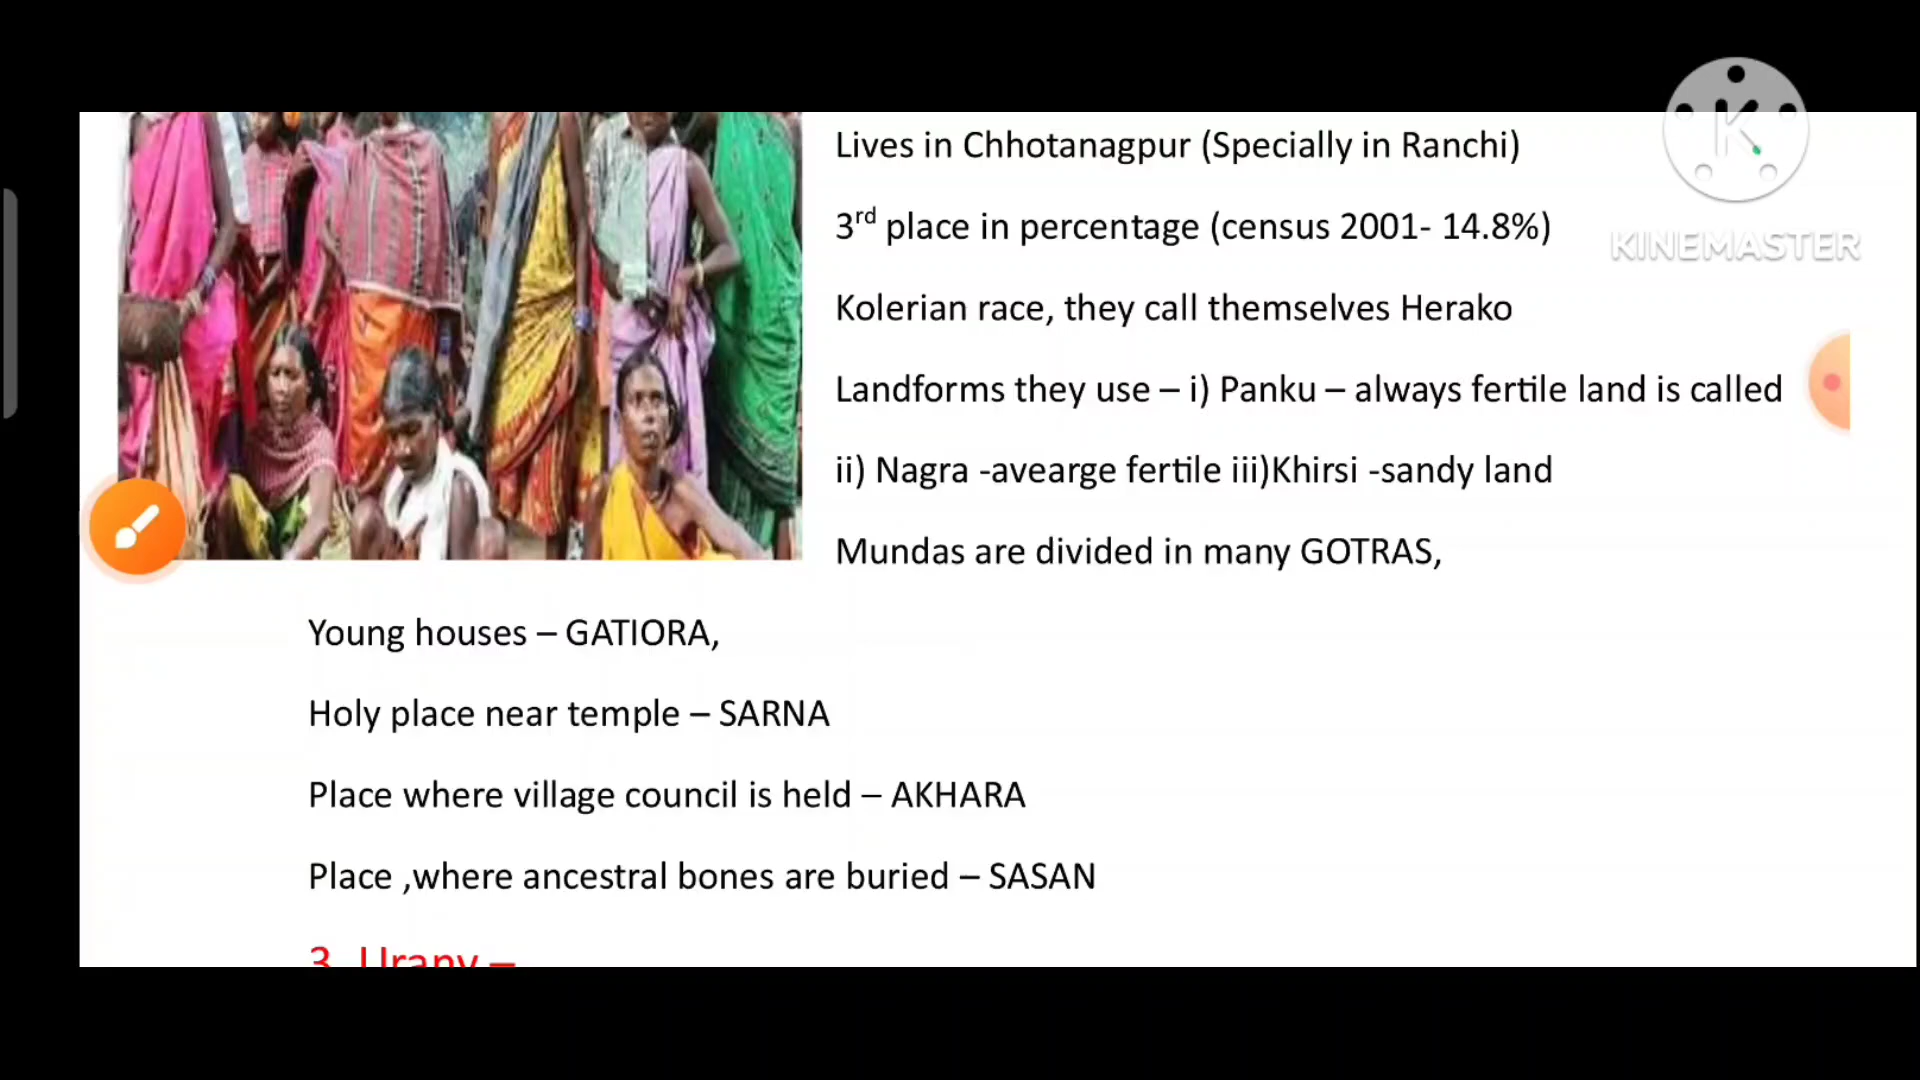 Lives in Chhotanagpur (Specially in Ranchi)
3rd place in percentage (census 2001- 14.8%)
KINEMASTER
Kolerian race, they call themselves Herako
Landforms they use – i) Panku – always fertile land is called
ii) Nagra -avearge fertile iii)Khirsi -sandy land
Mundas are divided in many GOTRAS,
Young houses – GATIORA,
Holy place near temple – SARNA
Place where village council is held – AKHARA
Place ,where ancestral bones are buried – SASAN
3. Urany –